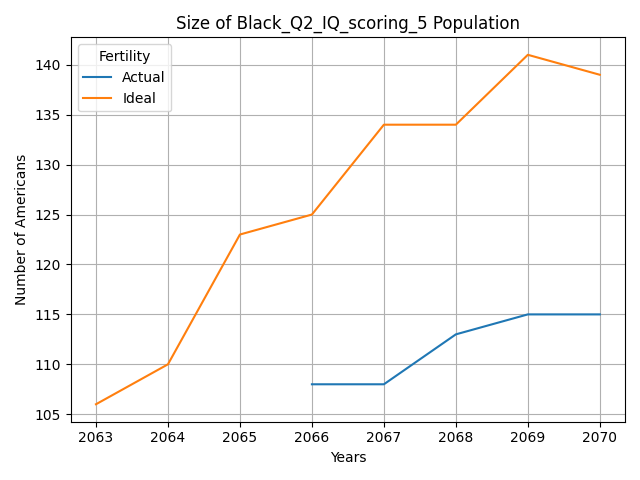 Size of Black_Q2_IQ_scoring_5 Population
Fertility
Actual
Ideal
Number of Americans
140
135
130
125
120
115
110
105
2063 2064 2065 2066 2067 2068 2069 2070
Years